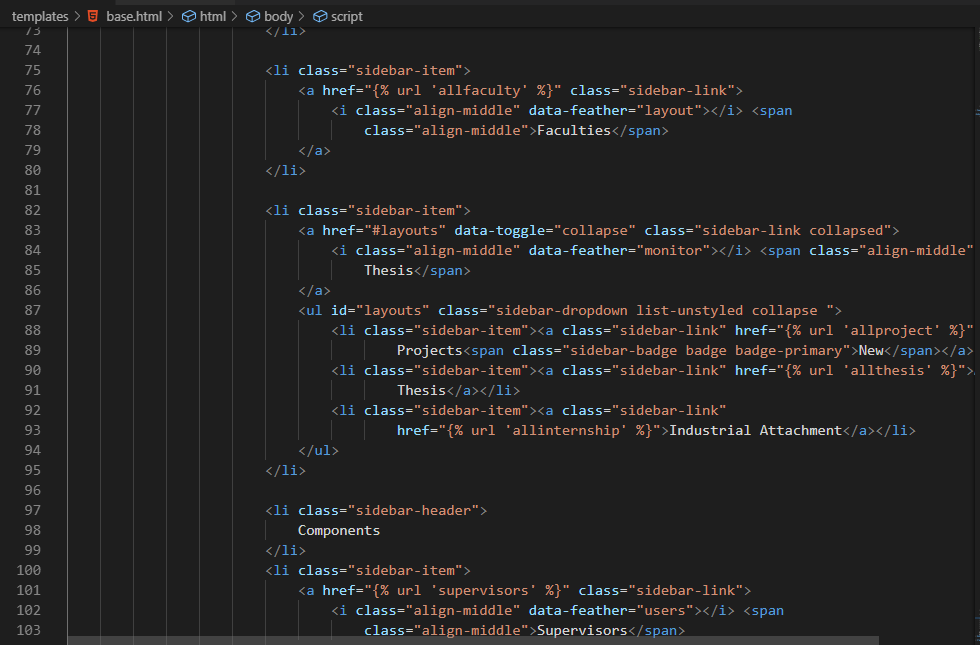 templates > base.html > html > body > script
73 </li>
74
75 <li class="sidebar-item">
76 <a href="{% url 'allfaculty' %}" class="sidebar-link">
77 <i class="align-middle" data-feather="layout"></i> <span
78 class="align-middle">Faculties</span>
79 </a>
80 </li>
81
82 <li class="sidebar-item">
83 <a href="#layouts" data-toggle="collapse" class="sidebar-link collapsed">
84 <i class="align-middle" data-feather="monitor"></i> <span class="align-middle"
85 Thesis</span>
86 </a>
87 <ul id="layouts" class="sidebar-dropdown list-unstyled collapse ">
88 <li class="sidebar-item"><a class="sidebar-link" href="{% url 'allproject' %}"
89 Projects<span class="sidebar-badge badge badge-primary">New</span></a>
90 <li class="sidebar-item"><a class="sidebar-link" href="{% url 'allthesis' %}">
91 Thesis</a></li>
92 <li class="sidebar-item"><a class="sidebar-link"
93 href="{% url 'allinternship' %}">Industrial Attachment</a></li>
94 </ul>
95 </li>
96
97 <li class="sidebar-header">
98 Components
99 </li>
100 <li class="sidebar-item">
101 <a href="{% url 'supervisors' %}" class="sidebar-link">
102 <i class="align-middle" data-feather="users"></i> <span
103 class="align-middle">Supervisors</span>